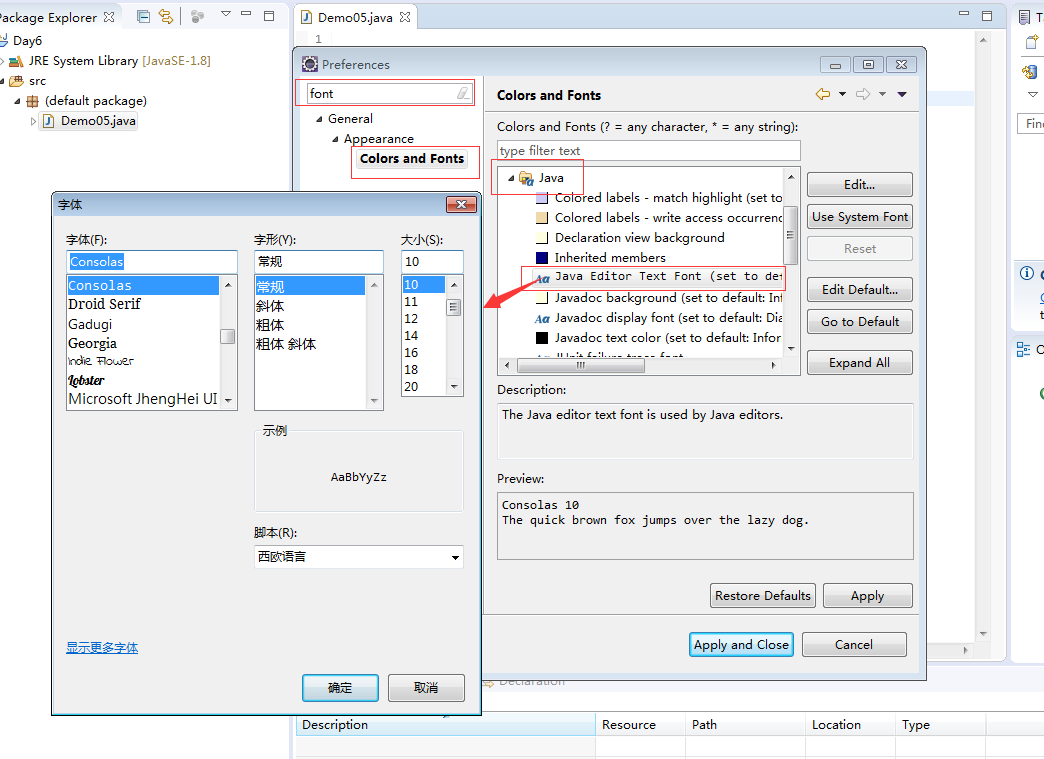 Package Explorer
Day6
JRE System Library [JavaSE-1.8]
src
(default package)
Demo05.java
Demo05.java
1
Preferences
font
General
Appearance
Colors and Fonts
Colors and Fonts
Colors and Fonts (? = any character, * = any string):
type filter text
Java
Colored labels - match highlight (set to
Colored labels - write access occurrenc
Declaration view background
Inherited members
Java Editor Text Font (set to def
Javadoc background (set to default: Inf
Javadoc display font (set to default: Dia
Javadoc text color (set to default: Infor
JUnit failure trace font
Edit...
Use System Font
Reset
Edit Default...
Go to Default
Expand All
Description:
The Java editor text font is used by Java editors.
Preview:
Consolas 10
The quick brown fox jumps over the lazy dog.
Restore Defaults
Apply
Apply and Close
Cancel
字体
字体(F):
Consolas
Consolas
Droid Serif
Gadugi
Georgia
Indie Flower
Lobster
Microsoft JhengHei UI
字形(Y):
常规
常规
斜体
粗体
粗体 斜体
大小(S):
10
10
11
12
14
16
18
20
示例
AaBbYyZz
脚本(R):
西欧语言
显示更多字体
确定
取消
Declaration
Description
Resource
Path
Location
Type